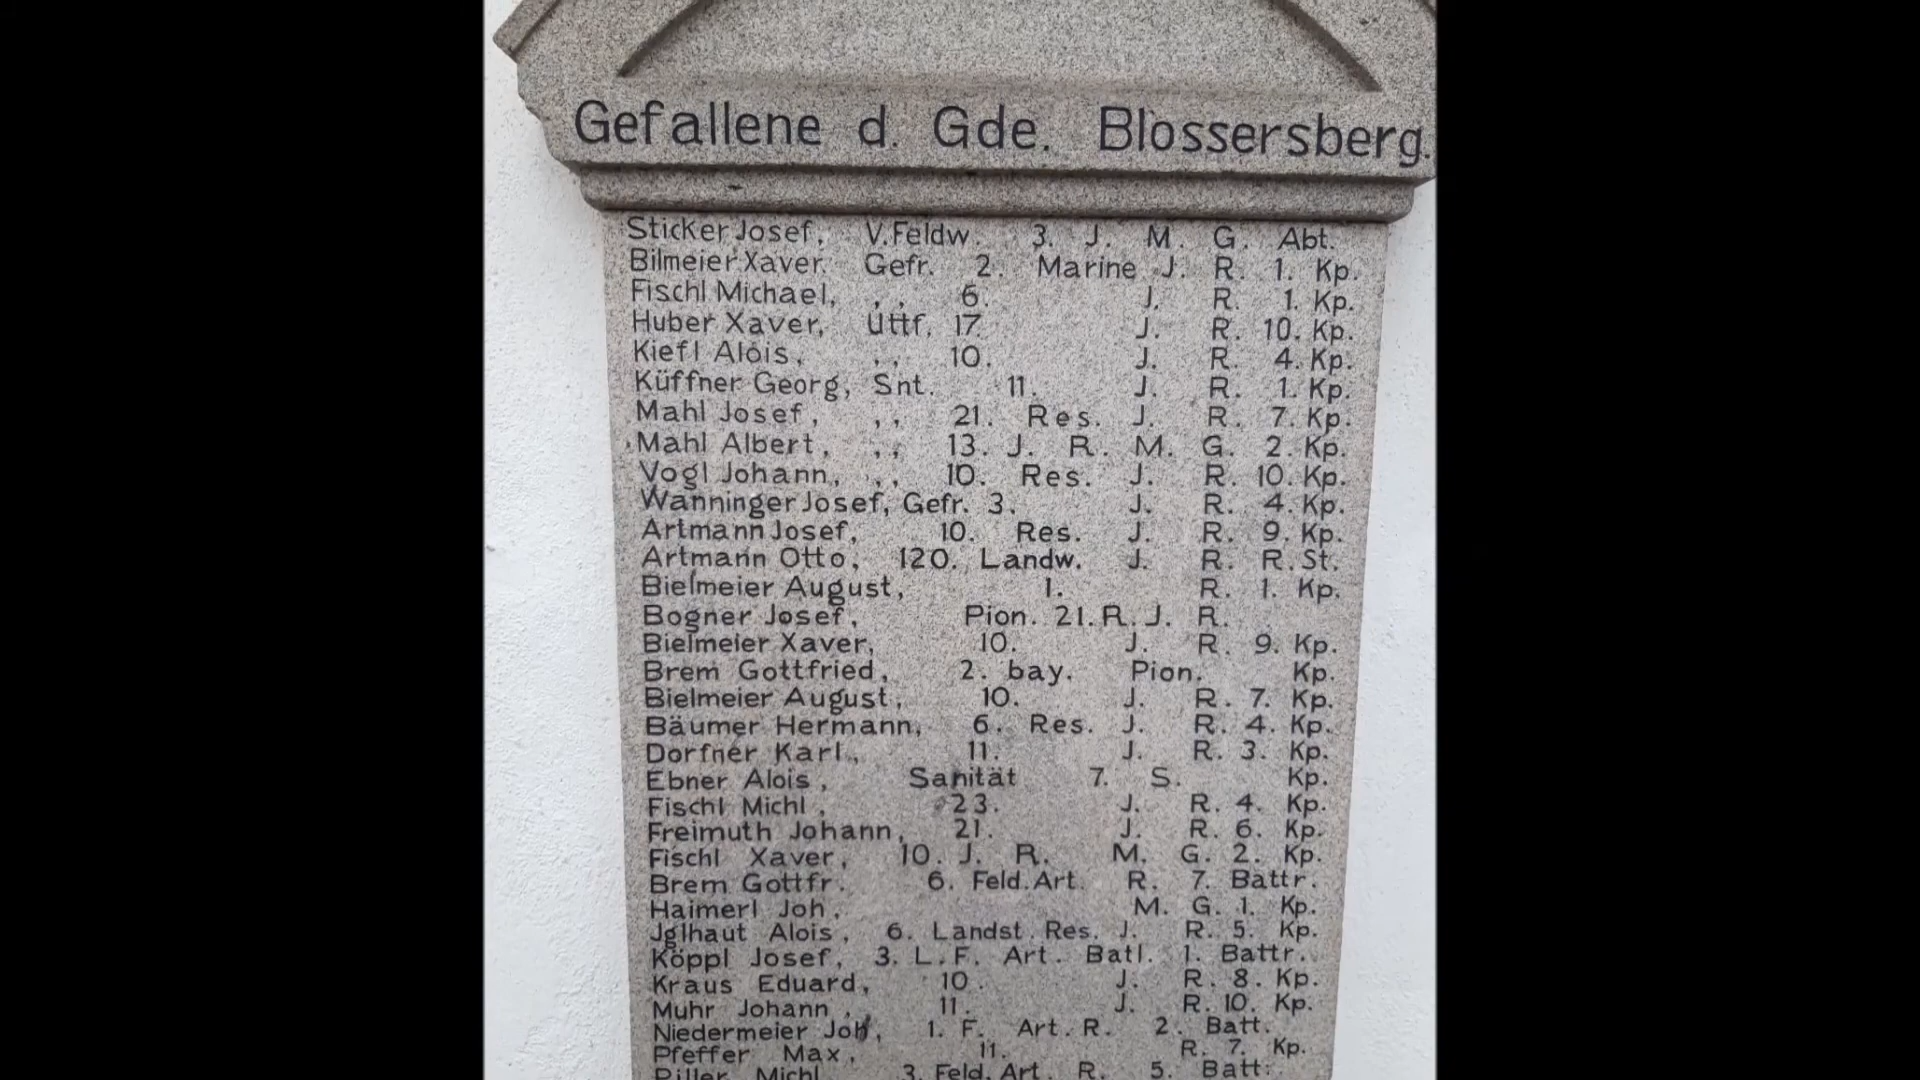 Gefallene d. Gde. Blossersberg.
Sticker Josef, V.Feldw. 3. J. M. G. Abt.
Bilmeier Xaver. Gefr. 2. Marine J. R. 1. Kp.
Fischl Michael, ,, 6. J. R. 1. Kp.
Huber Xaver, Uttf. 17. J. R. 10. Kp.
Kiefl Alois, ,, 10. J. R. 4. Kp.
Küffner Georg, Snt. 11. J. R. 1. Kp.
Mahl Josef, ,, 21. Res. J. R. 7. Kp.
Mahl Albert, ,, 13. J. R. M. G. 2. Kp.
Vogl Johann, ,, 10. Res. J. R. 10. Kp.
Wanninger Josef, Gefr. 3. J. R. 4. Kp.
Artmann Josef, 10. Res. J. R. 9. Kp.
Artmann Otto, 120. Landw. J. R. R. St.
Bielmeier August, 1. R. 1. Kp.
Bogner Josef, Pion. 21. R. J. R.
Bielmeier Xaver, 10. J. R. 9. Kp.
Brem Gottfried, 2. bay. Pion. Kp.
Bielmeier August, 10. J. R. 7. Kp.
Bäumer Hermann, 6. Res. J. R. 4. Kp.
Dorfner Karl, 11. J. R. 3. Kp.
Ebner Alois, Sanität 7. S. Kp.
Fischl Michl, 23. J. R. 4. Kp.
Freimuth Johann, 21. J. R. 6. Kp.
Fischl Xaver, 10. J. R. M. G. 2. Kp.
Brem Gottfr. 6. Feld.Art. R. 7. Battr.
Haimerl Joh, M. G. 1. Kp.
Jglhaut Alois, 6. Landst. Res. J. R. 5. Kp.
Köppl Josef, 3. L.F. Art. Batl. 1. Battr.
Kraus Eduard, 10. J. R. 8. Kp.
Muhr Johann, 11. J. R. 10. Kp.
Niedermeier Joh, 1. F. Art. R. 2. Batt.
Pfeffer Max, 11. R. 7. Kp.
Piller Michl 3. Feld. Art. R. 5. Batt.